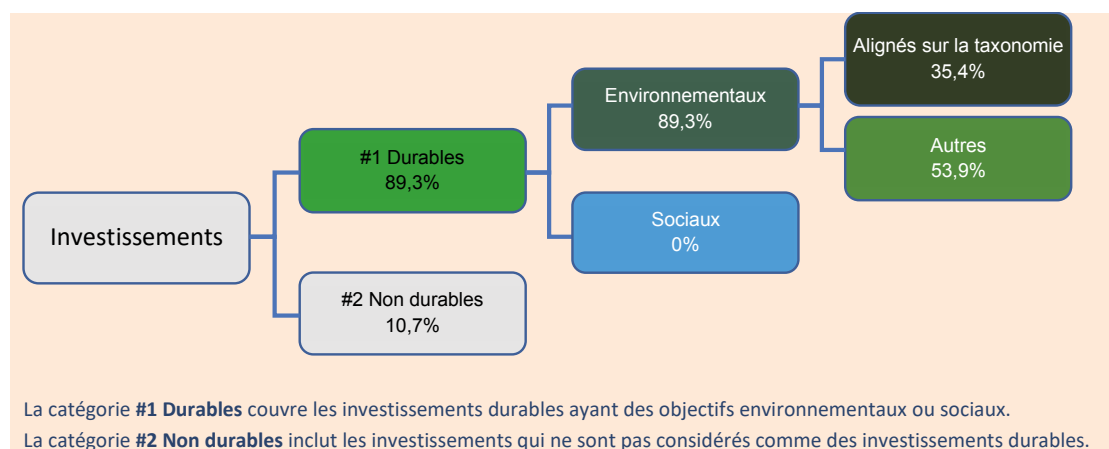 Investissements
#1 Durables
89,3%
#2 Non durables
10,7%
Environnementaux
89,3%
Sociaux
0%
Alignés sur la taxonomie
35,4%
Autres
53,9%
La catégorie #1 Durables couvre les investissements durables ayant des objectifs environnementaux ou sociaux.
La catégorie #2 Non durables inclut les investissements qui ne sont pas considérés comme des investissements durables.